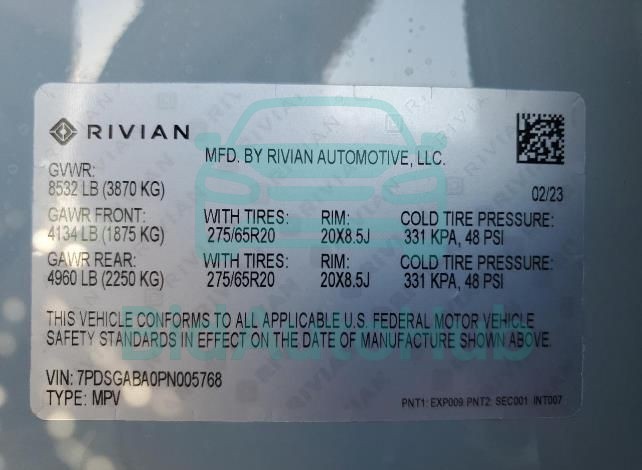 RIVIAN
MFD. BY RIVIAN AUTOMOTIVE, LLC.
GVWR:
8532 LB (3870 KG)
02/23
GAWR FRONT: WITH TIRES: RIM: COLD TIRE PRESSURE:
4134 LB (1875 KG) 275/65R20 20X8.5J 331 KPA, 48 PSI
GAWR REAR: WITH TIRES: RIM: COLD TIRE PRESSURE:
4960 LB (2250 KG) 275/65R20 20X8.5J 331 KPA, 48 PSI
THIS VEHICLE CONFORMS TO ALL APPLICABLE U.S. FEDERAL MOTOR VEHICLE
SAFETY STANDARDS IN EFFECT ON THE DATE OF MANUFACTURE SHOWN ABOVE.
BidAutoHub
VIN: 7PDSGABA0PN005768
TYPE: MPV
PNT1: EXP009 PNT2: SEC001 INT007